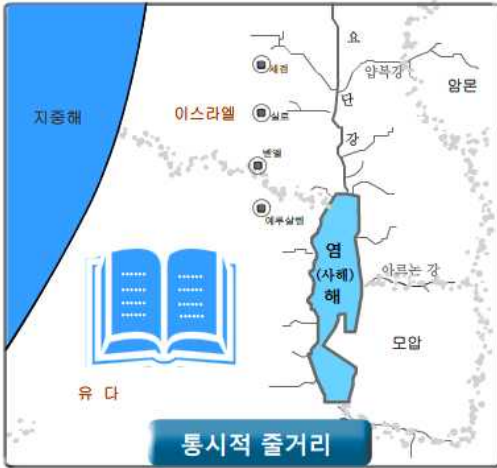 요
세겜
얍복강
암몬
단
지중해
이스라엘
실로
강
벧엘
예루살렘
염
(사해)
해
아르논 강
모압
유 다
통시적 줄거리